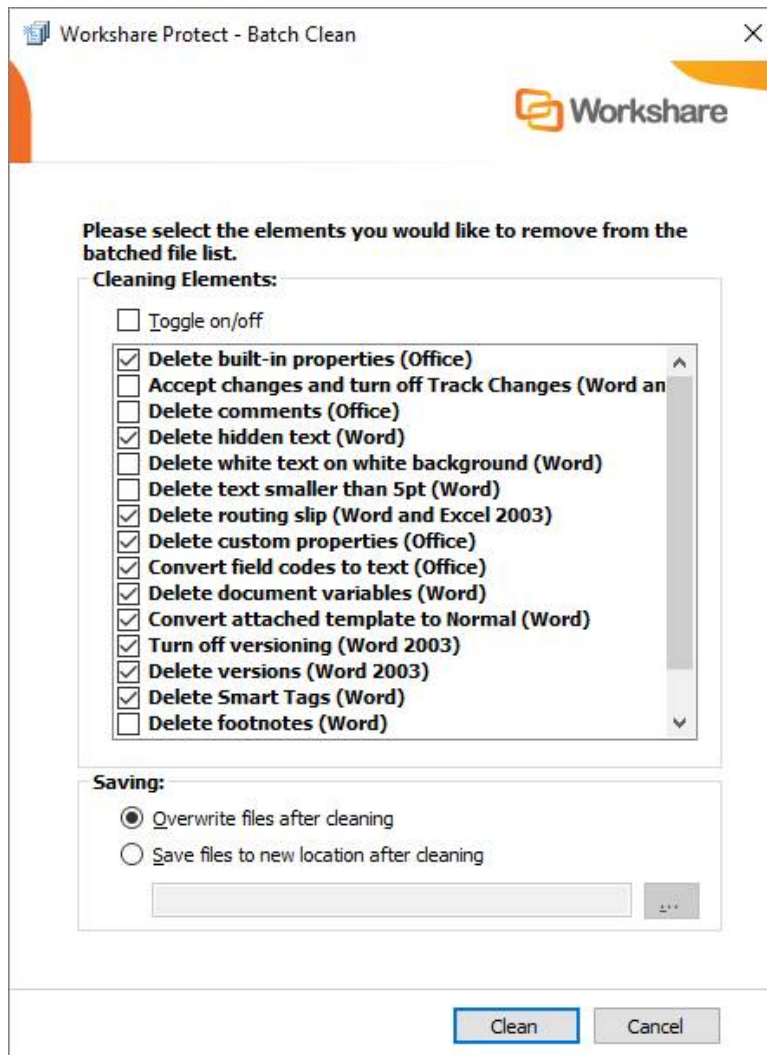 Workshare Protect - Batch Clean
Workshare
Please select the elements you would like to remove from the
batched file list.
Cleaning Elements:
Toggle on/off
Delete built-in properties (Office)
Accept changes and turn off Track Changes (Word an
Delete comments (Office)
Delete hidden text (Word)
Delete white text on white background (Word)
Delete text smaller than 5pt (Word)
Delete routing slip (Word and Excel 2003)
Delete custom properties (Office)
Convert field codes to text (Office)
Delete document variables (Word)
Convert attached template to Normal (Word)
Turn off versioning (Word 2003)
Delete versions (Word 2003)
Delete Smart Tags (Word)
Delete footnotes (Word)
Saving:
Overwrite files after cleaning
Save files to new location after cleaning
...
Clean
Cancel